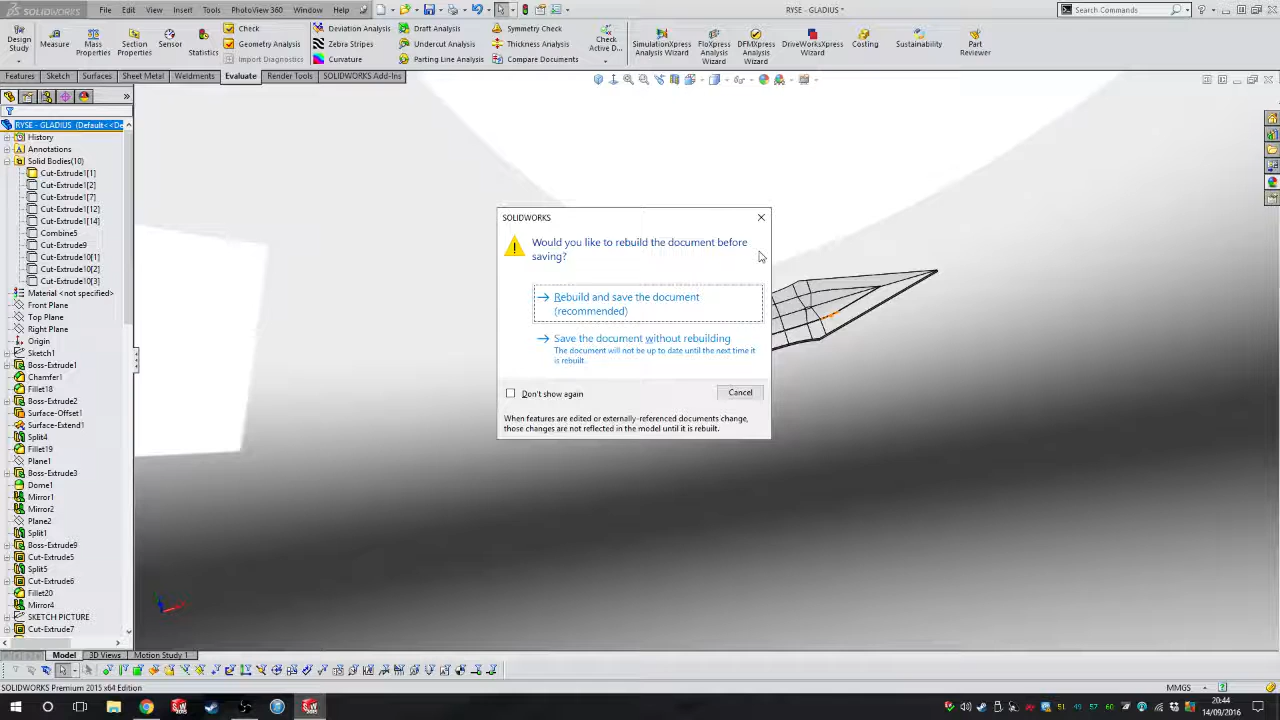 SOLIDWORKS File Edit View Insert Tools PhotoView 360 Window Help RYSE - GLADIUS * Search Commands
Design Study
Measure
Mass Properties
Section Properties
Sensor
Statistics
Check
Geometry Analysis
Import Diagnostics
Deviation Analysis
Zebra Stripes
Curvature
Draft Analysis
Undercut Analysis
Parting Line Analysis
Symmetry Check
Thickness Analysis
Compare Documents
Check Active D...
SimulationXpress Analysis Wizard
FloXpress Analysis Wizard
DFMXpress Analysis Wizard
DriveWorksXpress Wizard
Costing
Sustainability
Part Reviewer
Features Sketch Surfaces Sheet Metal Weldments Evaluate Render Tools SOLIDWORKS Add-Ins
RYSE - GLADIUS (Default<<De
History
Annotations
Solid Bodies(10)
Cut-Extrude1[1]
Cut-Extrude1[2]
Cut-Extrude1[7]
Cut-Extrude1[12]
Cut-Extrude1[14]
Combine5
Cut-Extrude9
Cut-Extrude10[1]
Cut-Extrude10[2]
Cut-Extrude10[3]
Material <not specified>
Front Plane
Top Plane
Right Plane
Origin
Sketch1
Boss-Extrude1
Chamfer1
Fillet18
Boss-Extrude2
Surface-Offset1
Surface-Extend1
Split4
Fillet19
Plane1
Boss-Extrude3
Dome1
Mirror1
Mirror2
Plane2
Split1
Boss-Extrude9
Cut-Extrude5
Split5
Cut-Extrude6
Fillet20
Mirror4
SKETCH PICTURE
Cut-Extrude7
SOLIDWORKS
Would you like to rebuild the document before
saving?
Rebuild and save the document
(recommended)
Save the document without rebuilding
The document will not be up to date until the next time it
is rebuilt.
Don't show again
Cancel
When features are edited or externally-referenced documents change,
those changes are not reflected in the model until it is rebuilt.
Model 3D Views Motion Study 1
SOLIDWORKS Premium 2015 x64 Edition
MMGS
20:44
14/09/2016